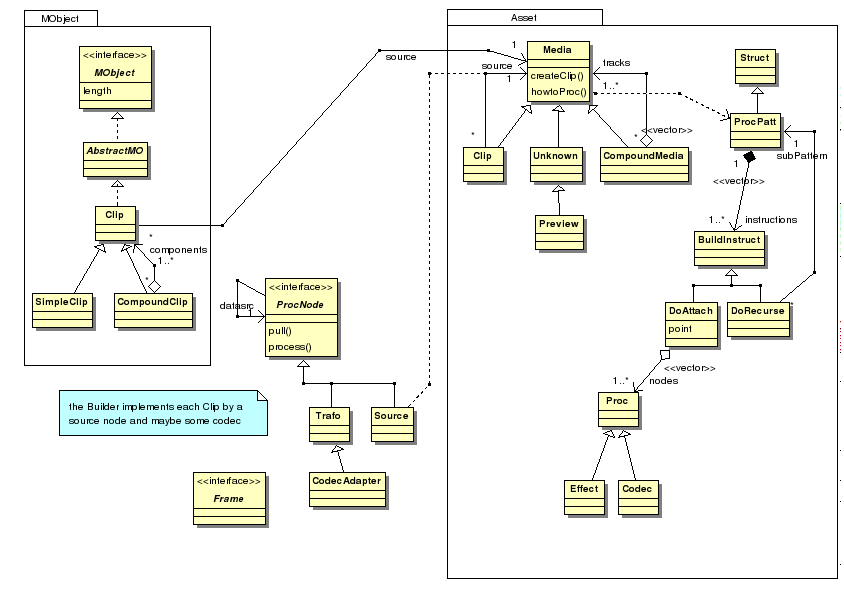 MObject
Asset
<<interface>>
MObject
length
AbstractMO
Clip
*
components
1..*
*
SimpleClip
CompoundClip
source
1
Media
createClip()
howtoProc()
source
1
tracks
1..*
*
<<vector>>
*
Clip
Unknown
CompoundMedia
Preview
Struct
ProcPatt
1
subPattern
1
<<vector>>
1..*
instructions
BuildInstruct
DoAttach
point
DoRecurse
*
<<vector>>
1..*
nodes
Proc
Effect
Codec
<<interface>>
ProcNode
pull()
process()
datasrc
1
Trafo
Source
CodecAdapter
the Builder implements each Clip by a
source node and maybe some codec
<<interface>>
Frame